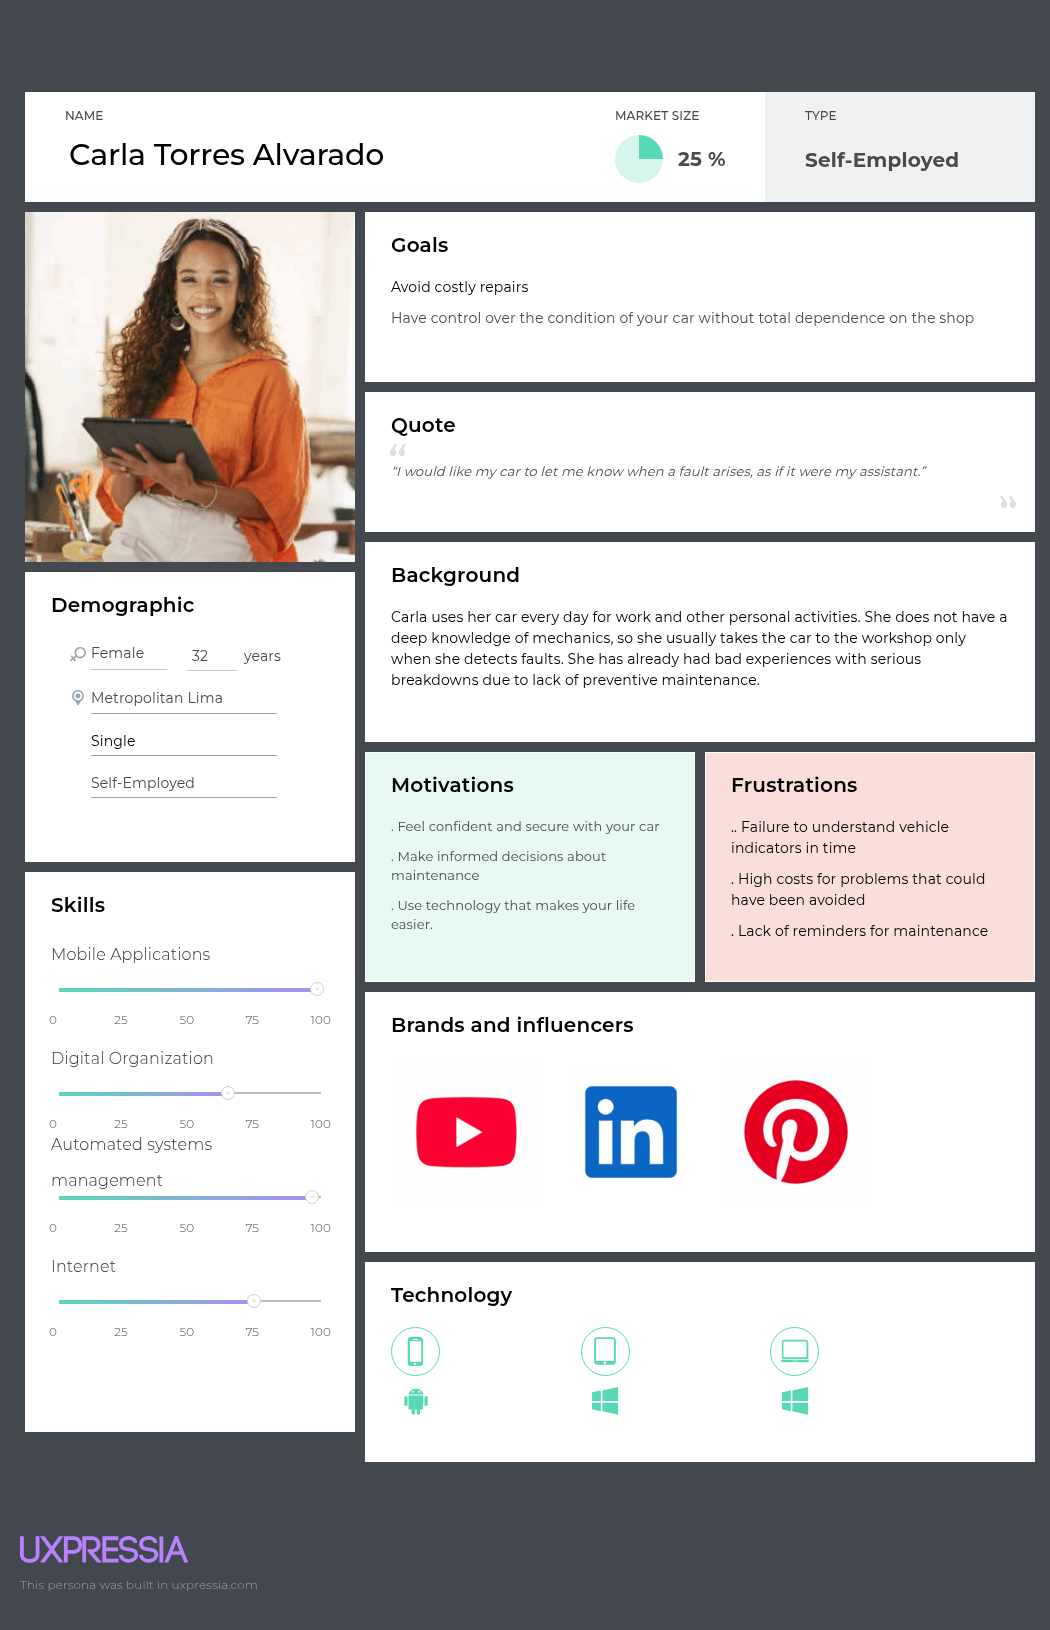 NAME
Carla Torres Alvarado
MARKET SIZE
25 %
TYPE
Self-Employed
Goals
Avoid costly repairs
Have control over the condition of your car without total dependence on the shop
Quote
“
“I would like my car to let me know when a fault arises, as if it were my assistant.”
”
Background
Carla uses her car every day for work and other personal activities. She does not have a
deep knowledge of mechanics, so she usually takes the car to the workshop only
when she detects faults. She has already had bad experiences with serious
breakdowns due to lack of preventive maintenance.
Demographic
Female 32 years
Metropolitan Lima
Single
Self-Employed
Motivations
. Feel confident and secure with your car
. Make informed decisions about
maintenance
. Use technology that makes your life
easier.
Frustrations
.. Failure to understand vehicle
indicators in time
. High costs for problems that could
have been avoided
. Lack of reminders for maintenance
Skills
Mobile Applications
0 25 50 75 100
Digital Organization
0 25 50 75 100
Automated systems
management
0 25 50 75 100
Internet
0 25 50 75 100
Brands and influencers
in
Technology
UXPRESSIA
This persona was built in uxpressia.com